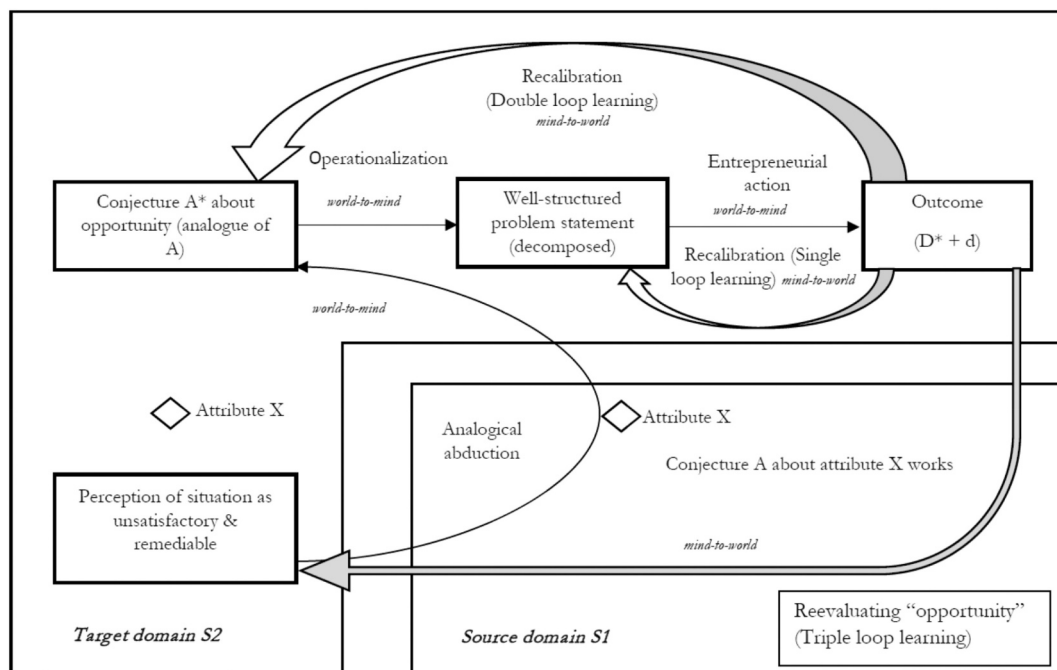 Recalibration
(Double loop learning)
mind-to-world
Operationalization
world-to-mind
Entrepreneurial
action
world-to-mind
Conjecture A* about
opportunity (analogue of
A)
Well-structured
problem statement
(decomposed)
Outcome
(D* + d)
Recalibration (Single
loop learning) mind-to-world
world-to-mind
Attribute X
Analogical
abduction
Attribute X
Conjecture A about attribute X works
Perception of situation as
unsatisfactory &
remediable
mind-to-world
Target domain S2
Source domain S1
Reevaluating “opportunity”
(Triple loop learning)